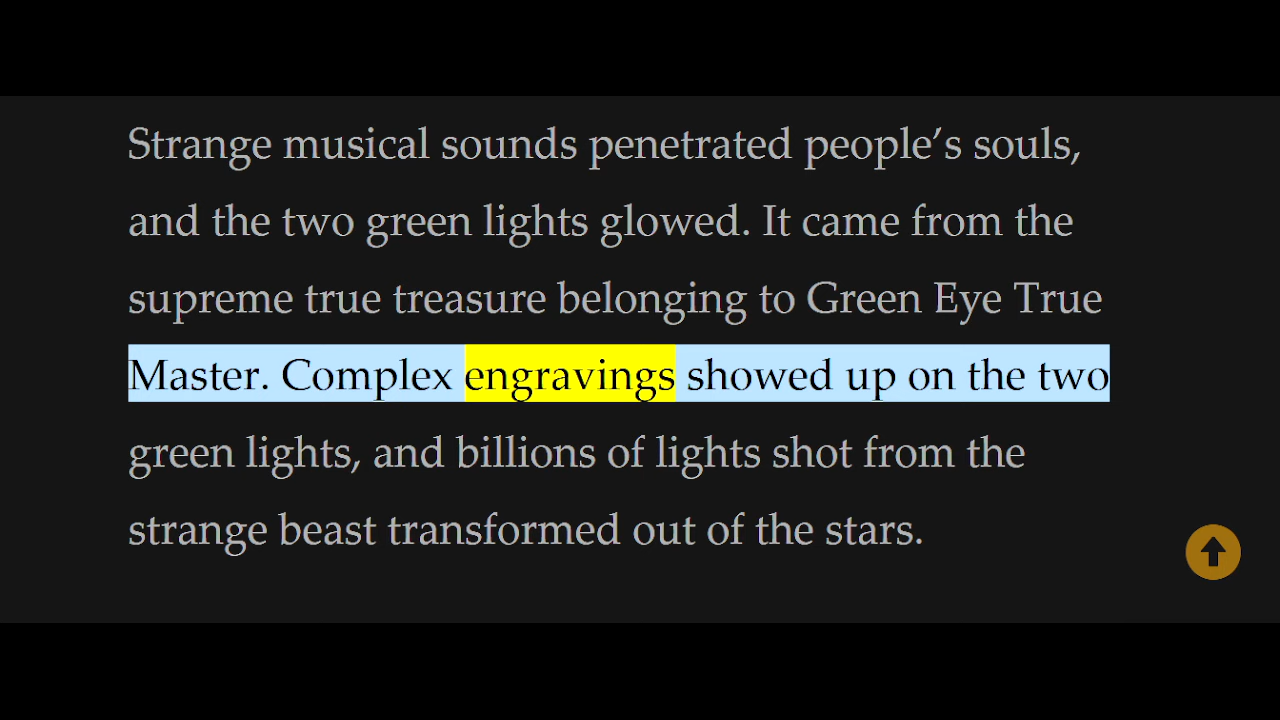 Strange musical sounds penetrated people’s souls,
and the two green lights glowed. It came from the
supreme true treasure belonging to Green Eye True
Master. Complex engravings showed up on the two
green lights, and billions of lights shot from the
strange beast transformed out of the stars.